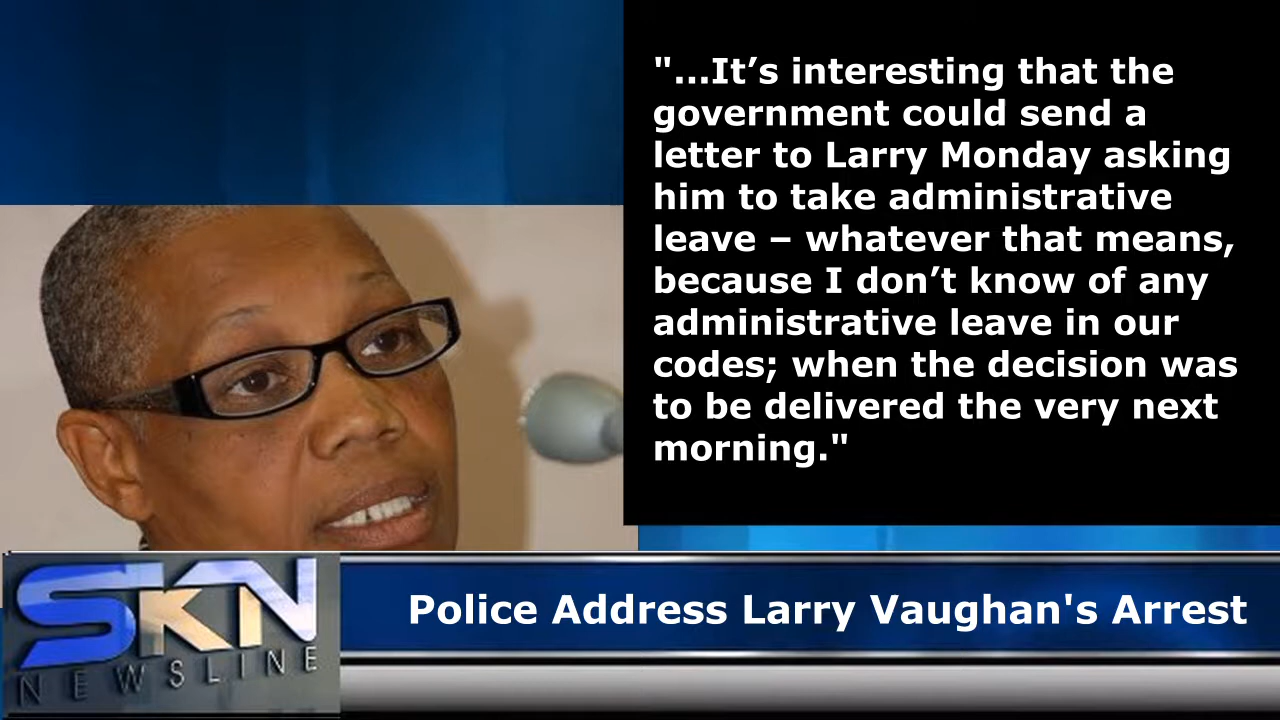 "...It’s interesting that the
government could send a
letter to Larry Monday asking
him to take administrative
leave – whatever that means,
because I don’t know of any
administrative leave in our
codes; when the decision was
to be delivered the very next
morning."
SKN
NEWSLINE
Police Address Larry Vaughan's Arrest